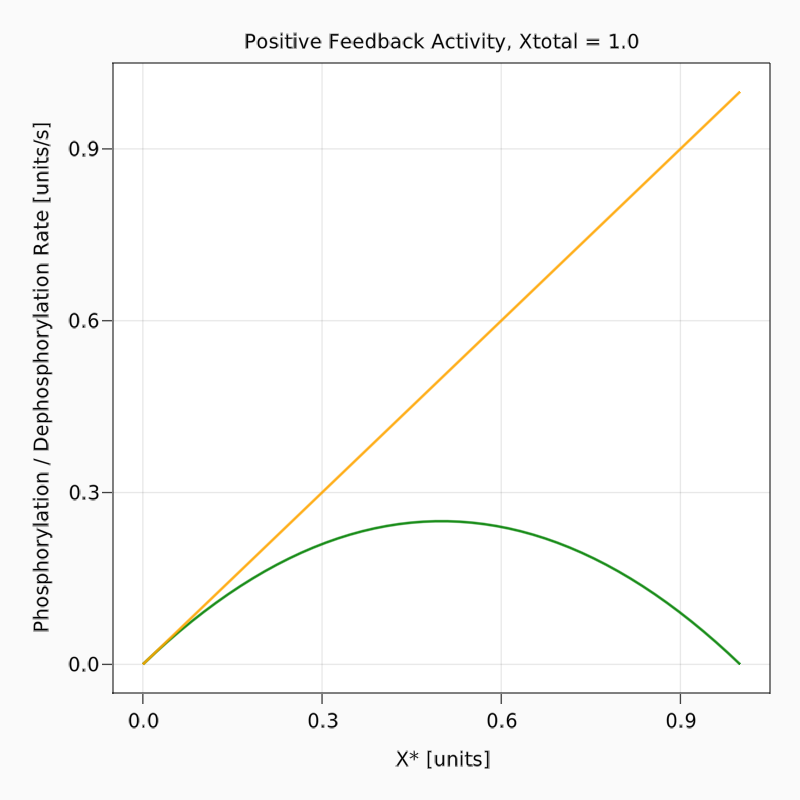 Positive Feedback Activity, Xtotal = 1.0
Phosphorylation / Dephosphorylation Rate [units/s]
0.9
0.6
0.3
0.0
0.0
0.3
0.6
0.9
X* [units]